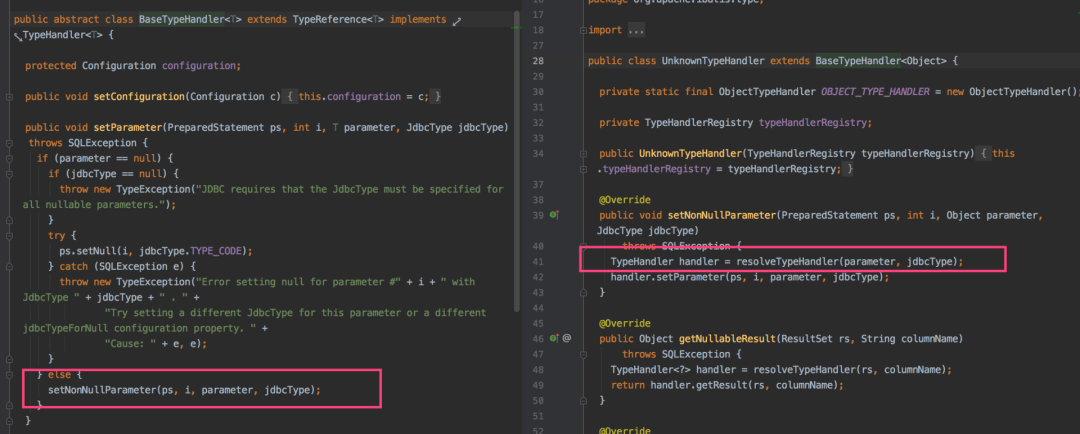 public abstract class BaseTypeHandler<T> extends TypeReference<T> implements
TypeHandler<T> {
protected Configuration configuration;
public void setConfiguration(Configuration c) { this.configuration = c; }
public void setParameter(PreparedStatement ps, int i, T parameter, JdbcType jdbcType)
throws SQLException {
if (parameter == null) {
if (jdbcType == null) {
throw new TypeException("JDBC requires that the JdbcType must be specified for
all nullable parameters.");
}
try {
ps.setNull(i, jdbcType.TYPE_CODE);
} catch (SQLException e) {
throw new TypeException("Error setting null for parameter #" + i + " with
JdbcType " + jdbcType + " . " +
"Try setting a different JdbcType for this parameter or a different
jdbcTypeForNull configuration property. " +
"Cause: " + e, e);
}
} else {
setNonNullParameter(ps, i, parameter, jdbcType);
}
}
17
18 import ...
27
28 public class UnknownTypeHandler extends BaseTypeHandler<Object> {
29
30 private static final ObjectTypeHandler OBJECT_TYPE_HANDLER = new ObjectTypeHandler();
31
32 private TypeHandlerRegistry typeHandlerRegistry;
33
34 public UnknownTypeHandler(TypeHandlerRegistry typeHandlerRegistry) { this
.typeHandlerRegistry = typeHandlerRegistry; }
37
38 @Override
39 public void setNonNullParameter(PreparedStatement ps, int i, Object parameter,
JdbcType jdbcType)
40 throws SQLException {
41 TypeHandler handler = resolveTypeHandler(parameter, jdbcType);
42 handler.setParameter(ps, i, parameter, jdbcType);
43 }
44
45 @Override
46 @ public Object getNullableResult(ResultSet rs, String columnName)
47 throws SQLException {
48 TypeHandler<?> handler = resolveTypeHandler(rs, columnName);
49 return handler.getResult(rs, columnName);
50 }
51
52 @Override